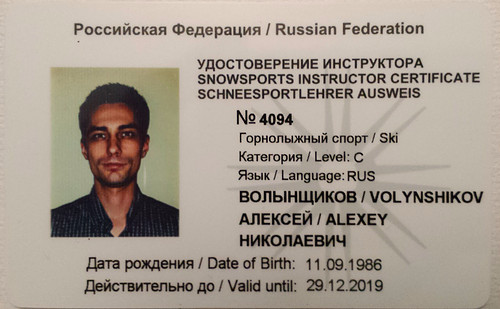 Российская Федерация / Russian Federation
УДОСТОВЕРЕНИЕ ИНСТРУКТОРА
SNOWSPORTS INSTRUCTOR CERTIFICATE
SCHNEESPORTLEHRER AUSWEIS
№ 4094
Горнолыжный спорт / Ski
Категория / Level: C
Язык / Language: RUS
ВОЛЫНЩИКОВ / VOLYNSHIKOV
АЛЕКСЕЙ / ALEXEY
НИКОЛАЕВИЧ
Дата рождения / Date of Birth: 11.09.1986
Действительно до / Valid until: 29.12.2019